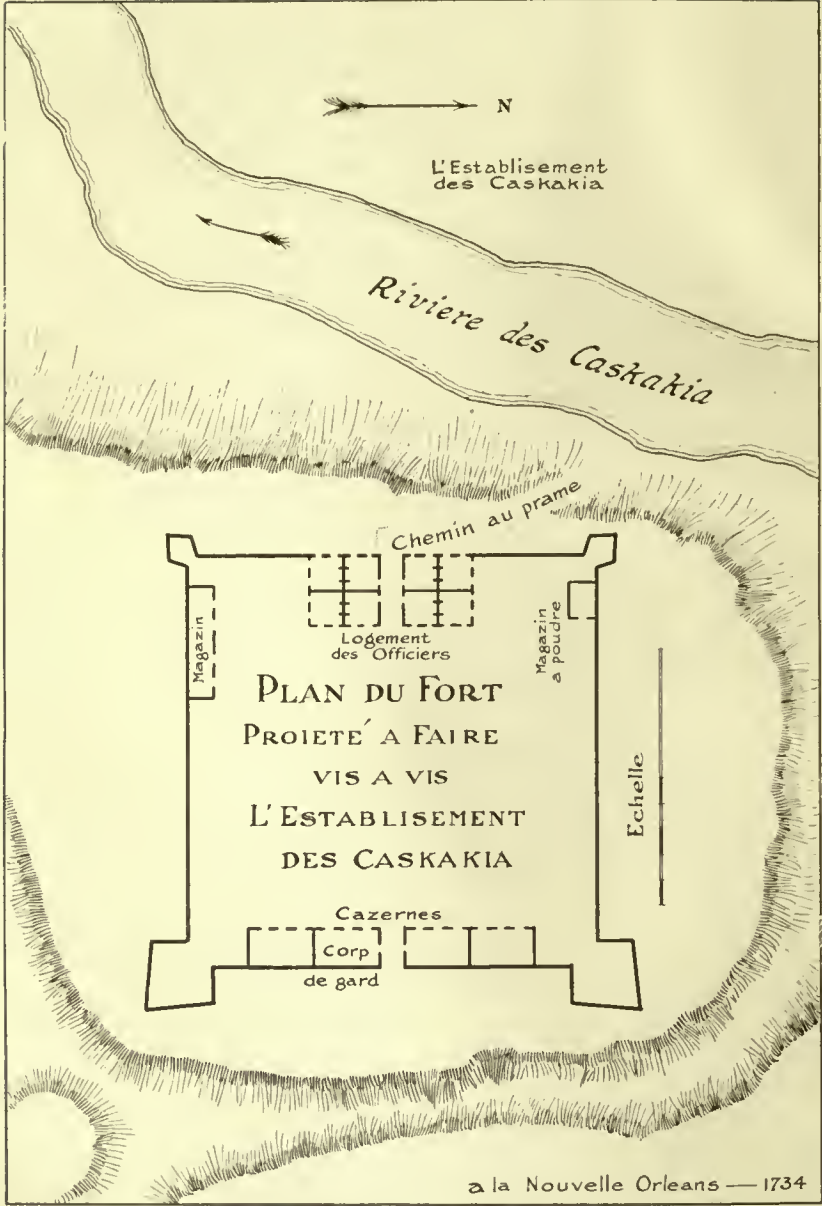 N
L'Establisement
des Caskakia
Riviere des Caskakia
Chemin au prame
Magazin
Logement
des Officiers
Magazin
a poudre
PLAN DU FORT
PROIETÉ A FAIRE
VIS A VIS
L'ESTABLISEMENT
DES CASKAKIA
Echelle
Cazernes
Corp
de gard
a la Nouvelle Orleans — 1734